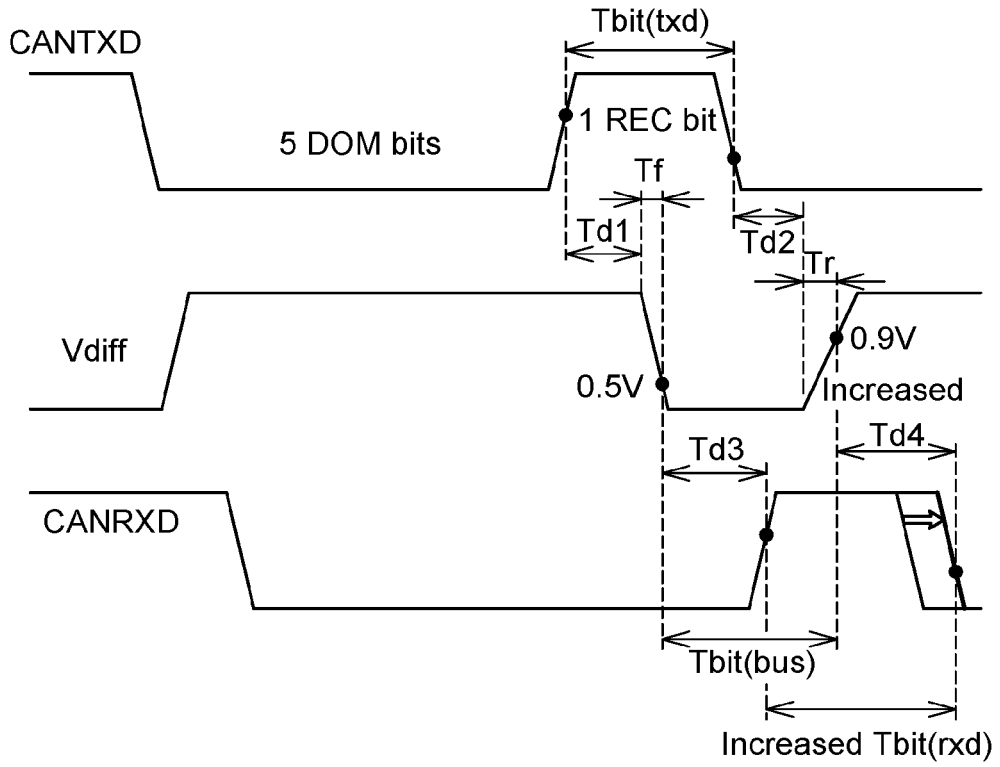 Tbit(txd)
CANTXD
1 REC bit
5 DOM bits
Tf
Td1
Td2
Tr
Vdiff
0.9V
0.5V
Increased
Td3
Td4
CANRXD
Tbit(bus)
Increased Tbit(rxd)